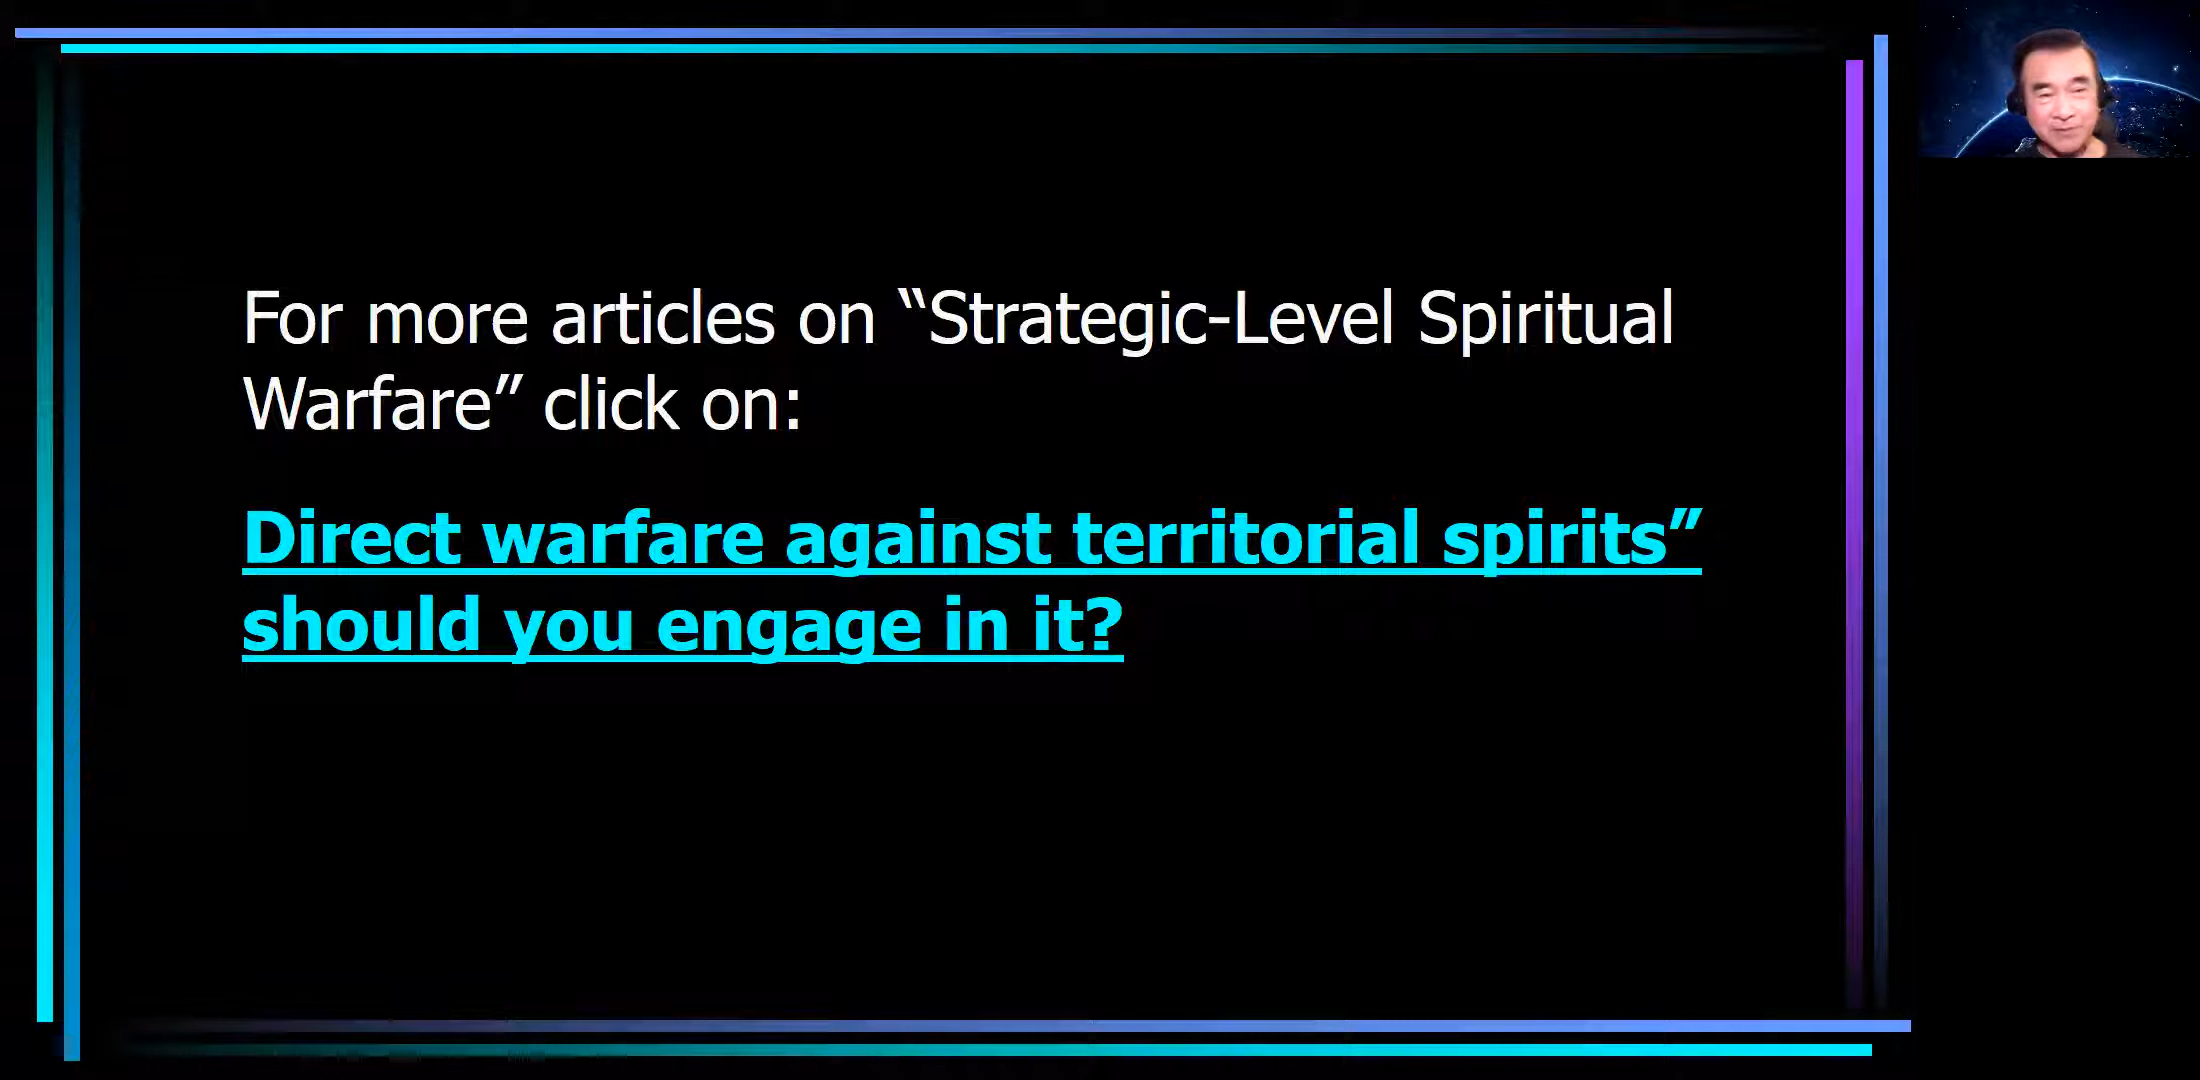 For more articles on “Strategic-Level Spiritual
Warfare” click on:
Direct warfare against territorial spirits”
should you engage in it?